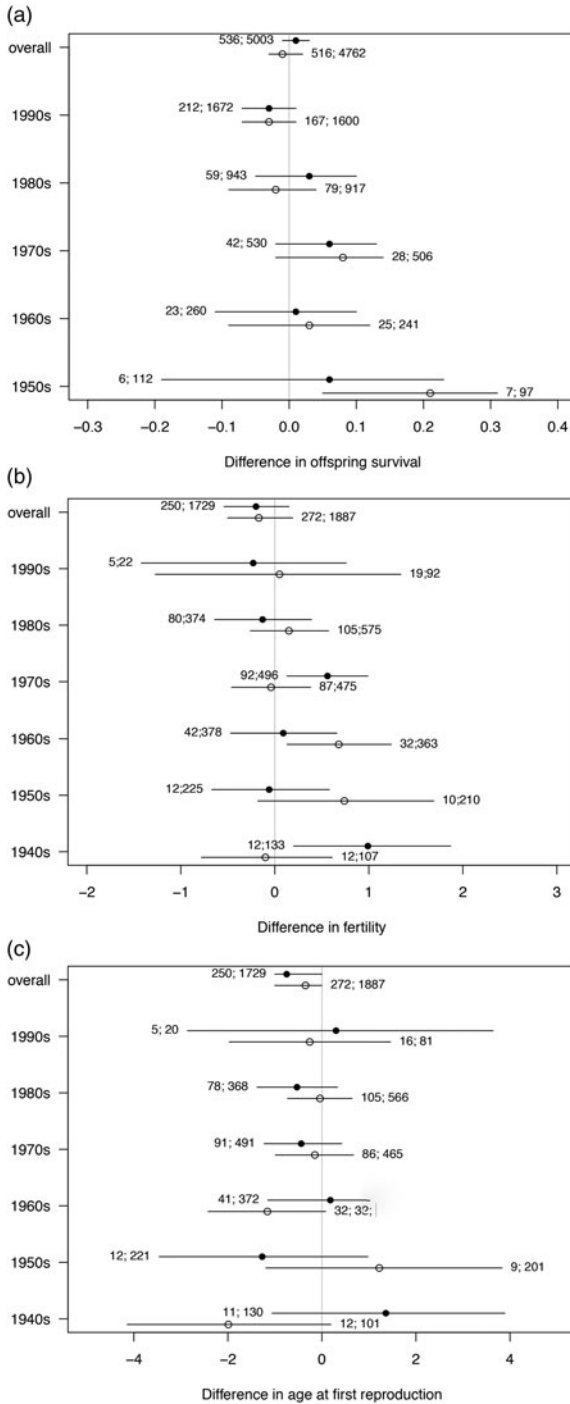 (a)
overall
536; 5003
516; 4762
1990s
212; 1672
167; 1600
1980s
59; 943
79; 917
1970s
42; 530
28; 506
1960s
23; 260
25; 241
1950s
6; 112
7; 97
−0.3 −0.2 −0.1 0.0 0.1 0.2 0.3 0.4
Difference in offspring survival
(b)
overall
250; 1729
272; 1887
1990s
5;22
19;92
1980s
80;374
105;575
1970s
92;496
87;475
1960s
42;378
32;363
1950s
12;225
10;210
1940s
12;133
12;107
−2 −1 0 1 2 3
Difference in fertility
(c)
overall
250; 1729
272; 1887
1990s
5; 20
16; 81
1980s
78; 368
105; 566
1970s
91; 491
86; 465
1960s
41; 372
32;
1950s
12; 221
9; 201
1940s
11; 130
12; 101
−4 −2 0 2 4
Difference in age at first reproduction